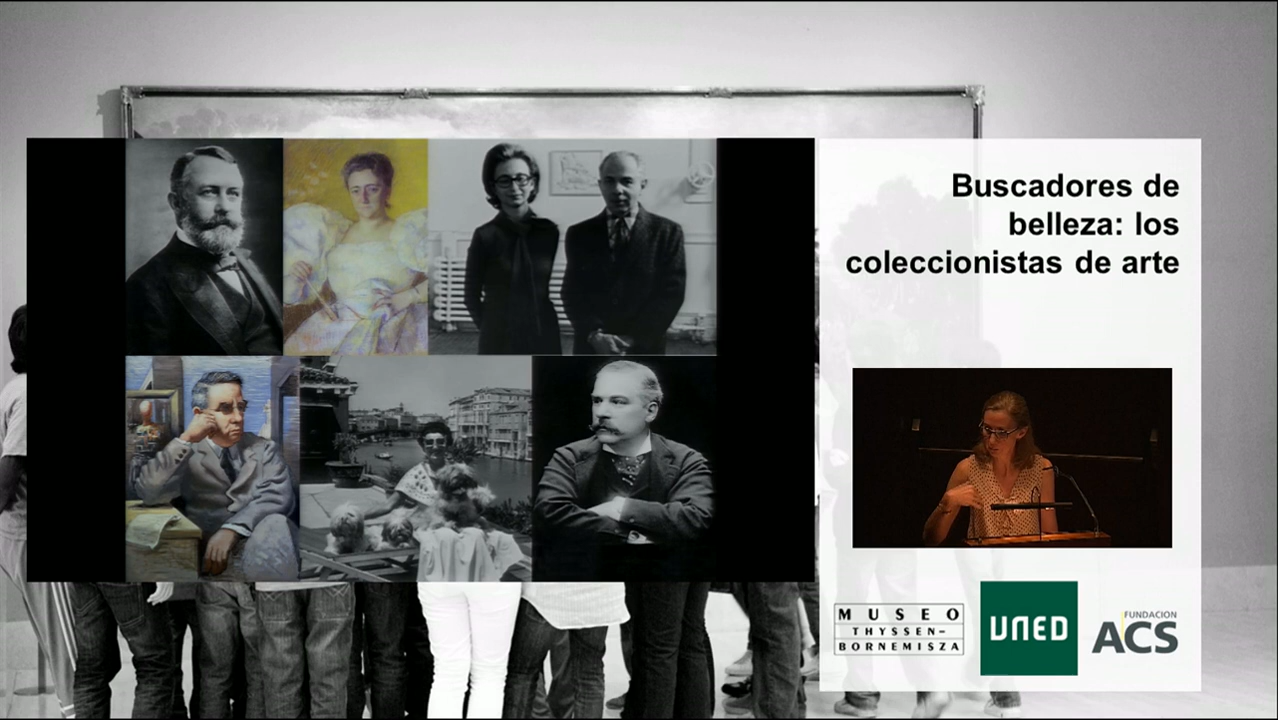 Buscadores de
belleza: los
coleccionistas de arte
MUSEO
THYSSEN-
BORNEMISZA
UNED
FUNDACION
ACS